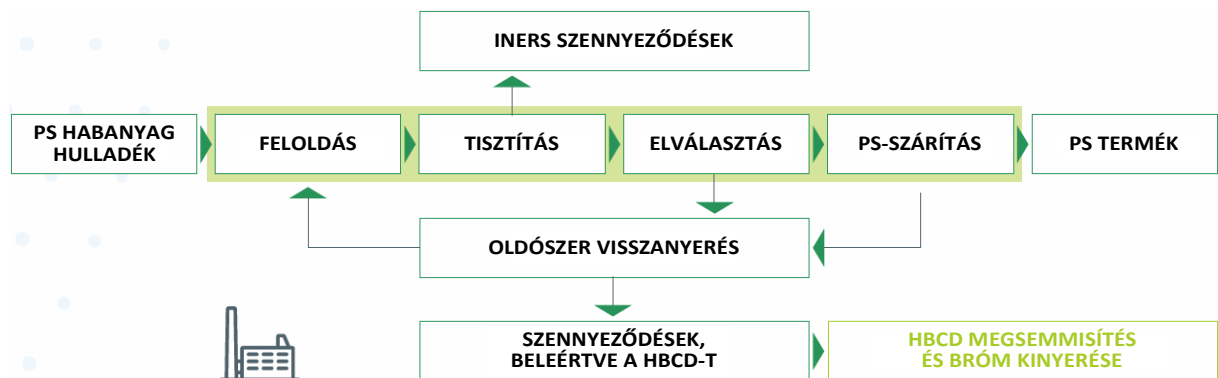 INERS SZENNYEZŐDÉSEK
PS HABANYAG
HULLADÉK
FELOLDÁS
TISZTÍTÁS
ELVÁLASZTÁS
PS-SZÁRÍTÁS
PS TERMÉK
OLDÓSZER VISSZANYERÉS
SZENNYEZŐDÉSEK,
BELEÉRTVE A HBCD-T
HBCD MEGSEMMISÍTÉS
ÉS BRÓM KINYERÉSE